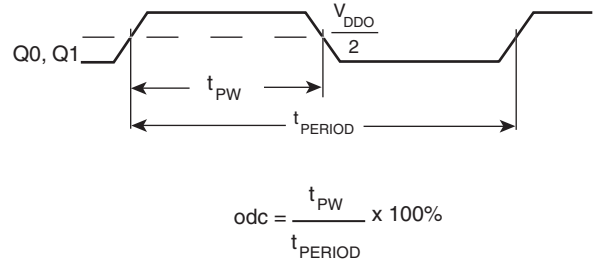 V_DDO
2
Q0, Q1
t_PW
t_PERIOD
odc = t_PW / t_PERIOD x 100%